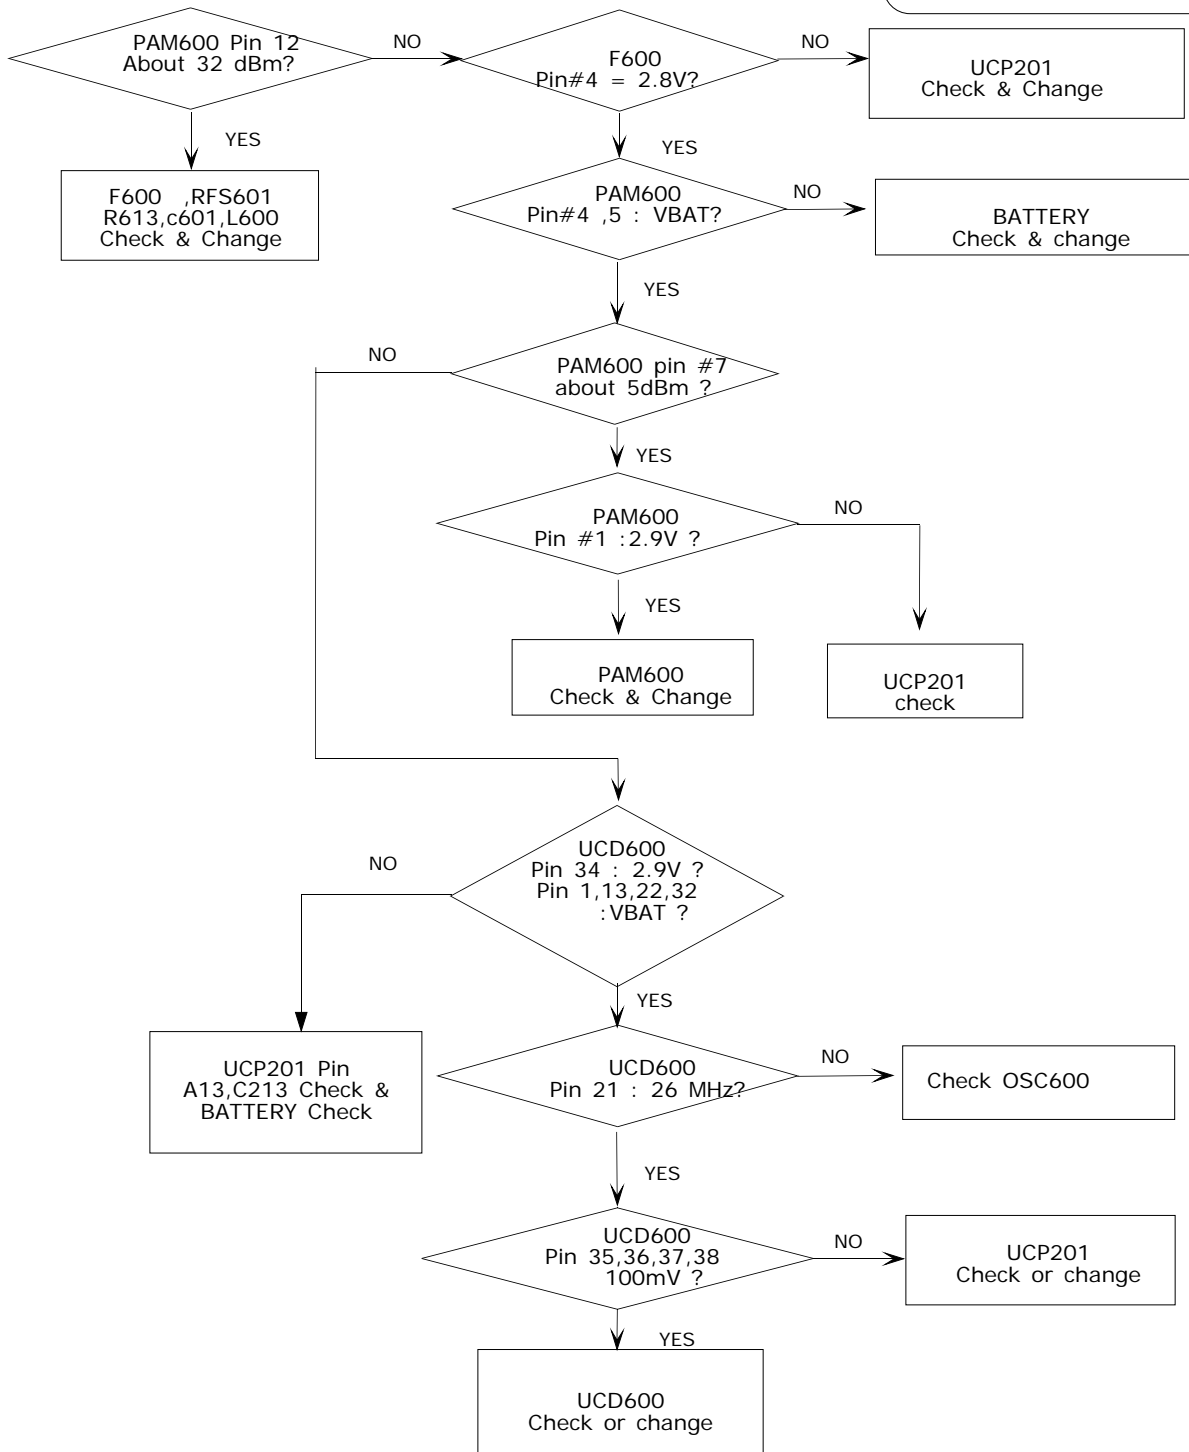 PAM600 Pin 12
About 32 dBm?
NO
F600
Pin#4 = 2.8V?
NO
UCP201
Check & Change
YES
F600 ,RFS601
R613,c601,L600
Check & Change
YES
PAM600
Pin#4 ,5 : VBAT?
NO
BATTERY
Check & change
YES
PAM600 pin #7
about 5dBm ?
NO
YES
PAM600
Pin #1 :2.9V ?
NO
YES
PAM600
Check & Change
UCP201
check
UCD600
Pin 34 : 2.9V ?
Pin 1,13,22,32
:VBAT ?
NO
YES
UCP201 Pin
A13,C213 Check &
BATTERY Check
UCD600
Pin 21 : 26 MHz?
NO
Check OSC600
YES
UCD600
Pin 35,36,37,38
100mV ?
NO
UCP201
Check or change
YES
UCD600
Check or change